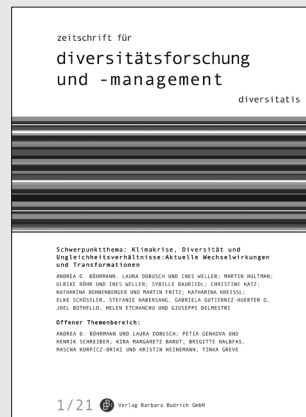 zeitschrift für
diversitätsforschung
und -management
diversitatis
Schwerpunktthema: Klimakrise, Diversität und
Ungleichheitsverhältnisse:Aktuelle Wechselwirkungen
und Transformationen
ANDREA D. BÜHRMANN, LAURA DOBUSCH UND INES WELLER; MARTIN HULTMAN;
ULRIKE RÖHR UND INES WELLER; SYBILLE BAURIEDL; CHRISTINE KATZ;
KATHARINA BOHNENBERGER UND MARTIN FRITZ; KATHARINA KREISSL;
ELKE SCHÜSSLER, STEFANIE HABERSANG, GABRIELA GUTIERREZ-HUERTER O,
JOEL BOTHELLO, HELEN ETCHANCHU UND GIUSEPPE DELMESTRI
Offener Themenbereich:
ANDREA D. BÜHRMANN UND LAURA DOBUSCH; PETIA GENKOVA UND
HENRIK SCHREIBER; KIRA MARGARETE BARUT; BRIGITTE HALBFAS,
MASCHA KORPICZ-BRIKI UND KRISTIN HEINEMANN; TINKA GREVE
1/21 Verlag Barbara Budrich GmbH